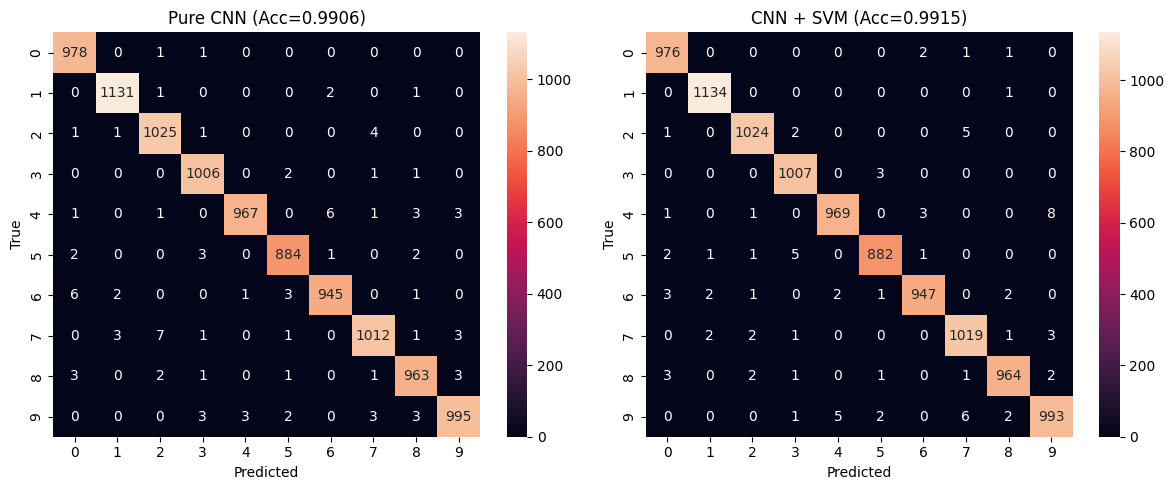 Pure CNN (Acc=0.9906)
0 978 0 1 1 0 0 0 0 0 0
1 0 1131 1 0 0 0 2 0 1 0
2 1 1 1025 1 0 0 0 4 0 0
3 0 0 0 1006 0 2 0 1 1 0
4 1 0 1 0 967 0 6 1 3 3
5 2 0 0 3 0 884 1 0 2 0
6 6 2 0 0 1 3 945 0 1 0
7 0 3 7 1 0 1 0 1012 1 3
8 3 0 2 1 0 1 0 1 963 3
9 0 0 0 3 3 2 0 3 3 995
0 1 2 3 4 5 6 7 8 9
Predicted
True
1000
800
600
400
200
0
CNN + SVM (Acc=0.9915)
0 976 0 0 0 0 0 2 1 1 0
1 0 1134 0 0 0 0 0 0 1 0
2 1 0 1024 2 0 0 0 5 0 0
3 0 0 0 1007 0 3 0 0 0 0
4 1 0 1 0 969 0 3 0 0 8
5 2 1 1 5 0 882 1 0 0 0
6 3 2 1 0 2 1 947 0 2 0
7 0 2 2 1 0 0 0 1019 1 3
8 3 0 2 1 0 1 0 1 964 2
9 0 0 0 1 5 2 0 6 2 993
0 1 2 3 4 5 6 7 8 9
Predicted
True
1000
800
600
400
200
0